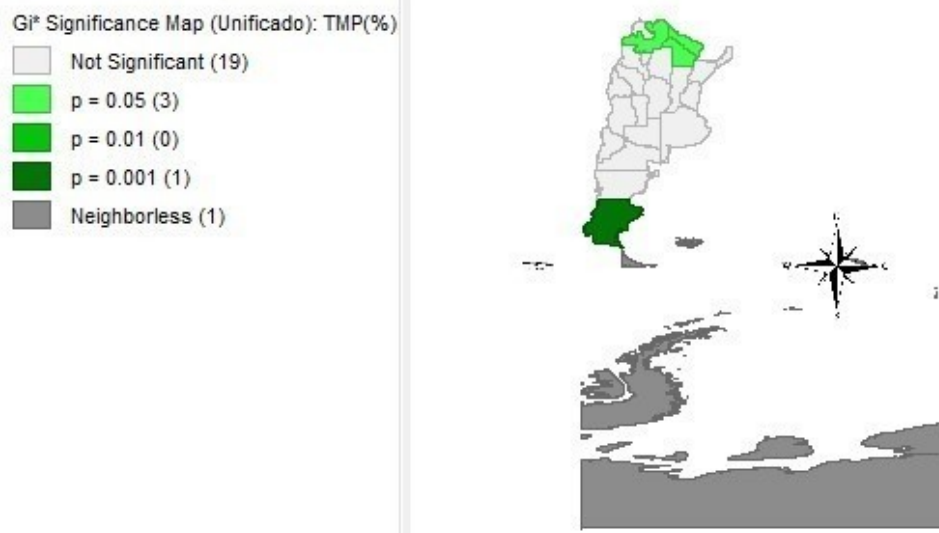 Gi* Significance Map (Unificado): TMP(%)
Not Significant (19)
p = 0.05 (3)
p = 0.01 (0)
p = 0.001 (1)
Neighborless (1)